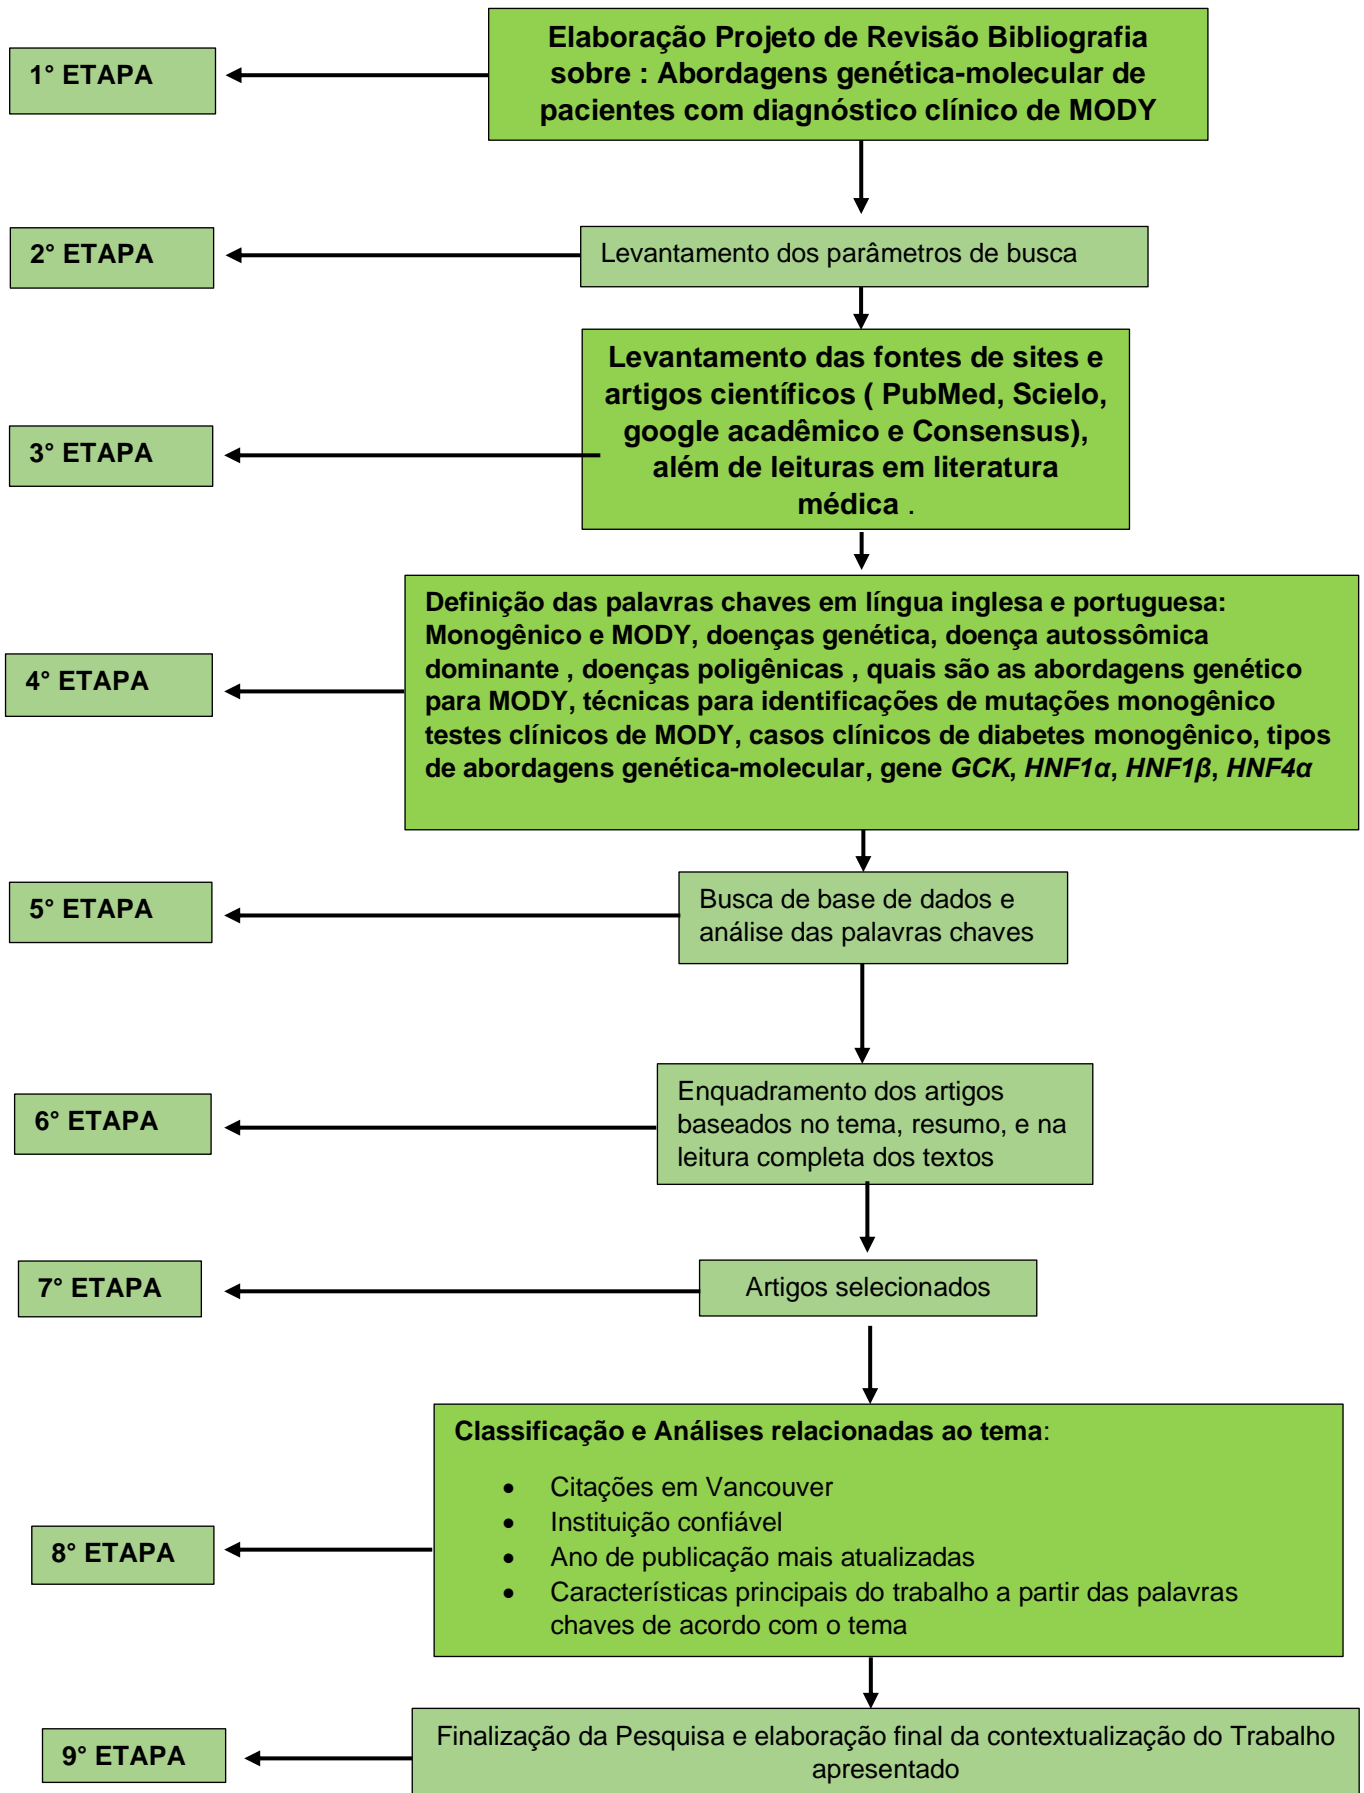 Elaboração Projeto de Revisão Bibliografia
sobre : Abordagens genética-molecular de
pacientes com diagnóstico clínico de MODY
1° ETAPA
2° ETAPA
Levantamento dos parâmetros de busca
Levantamento das fontes de sites e
artigos científicos ( PubMed, Scielo,
google acadêmico e Consensus),
além de leituras em literatura
médica .
3° ETAPA
Definição das palavras chaves em língua inglesa e portuguesa:
Monogênico e MODY, doenças genética, doença autossômica
dominante , doenças poligênicas , quais são as abordagens genético
para MODY, técnicas para identificações de mutações monogênico
testes clínicos de MODY, casos clínicos de diabetes monogênico, tipos
de abordagens genética-molecular, gene GCK, HNF1α, HNF1β, HNF4α
4° ETAPA
5° ETAPA
Busca de base de dados e
análise das palavras chaves
Enquadramento dos artigos
baseados no tema, resumo, e na
leitura completa dos textos
6° ETAPA
7° ETAPA
Artigos selecionados
Classificação e Análises relacionadas ao tema:
• Citações em Vancouver
• Instituição confiável
• Ano de publicação mais atualizadas
• Características principais do trabalho a partir das palavras
chaves de acordo com o tema
8° ETAPA
9° ETAPA
Finalização da Pesquisa e elaboração final da contextualização do Trabalho
apresentado